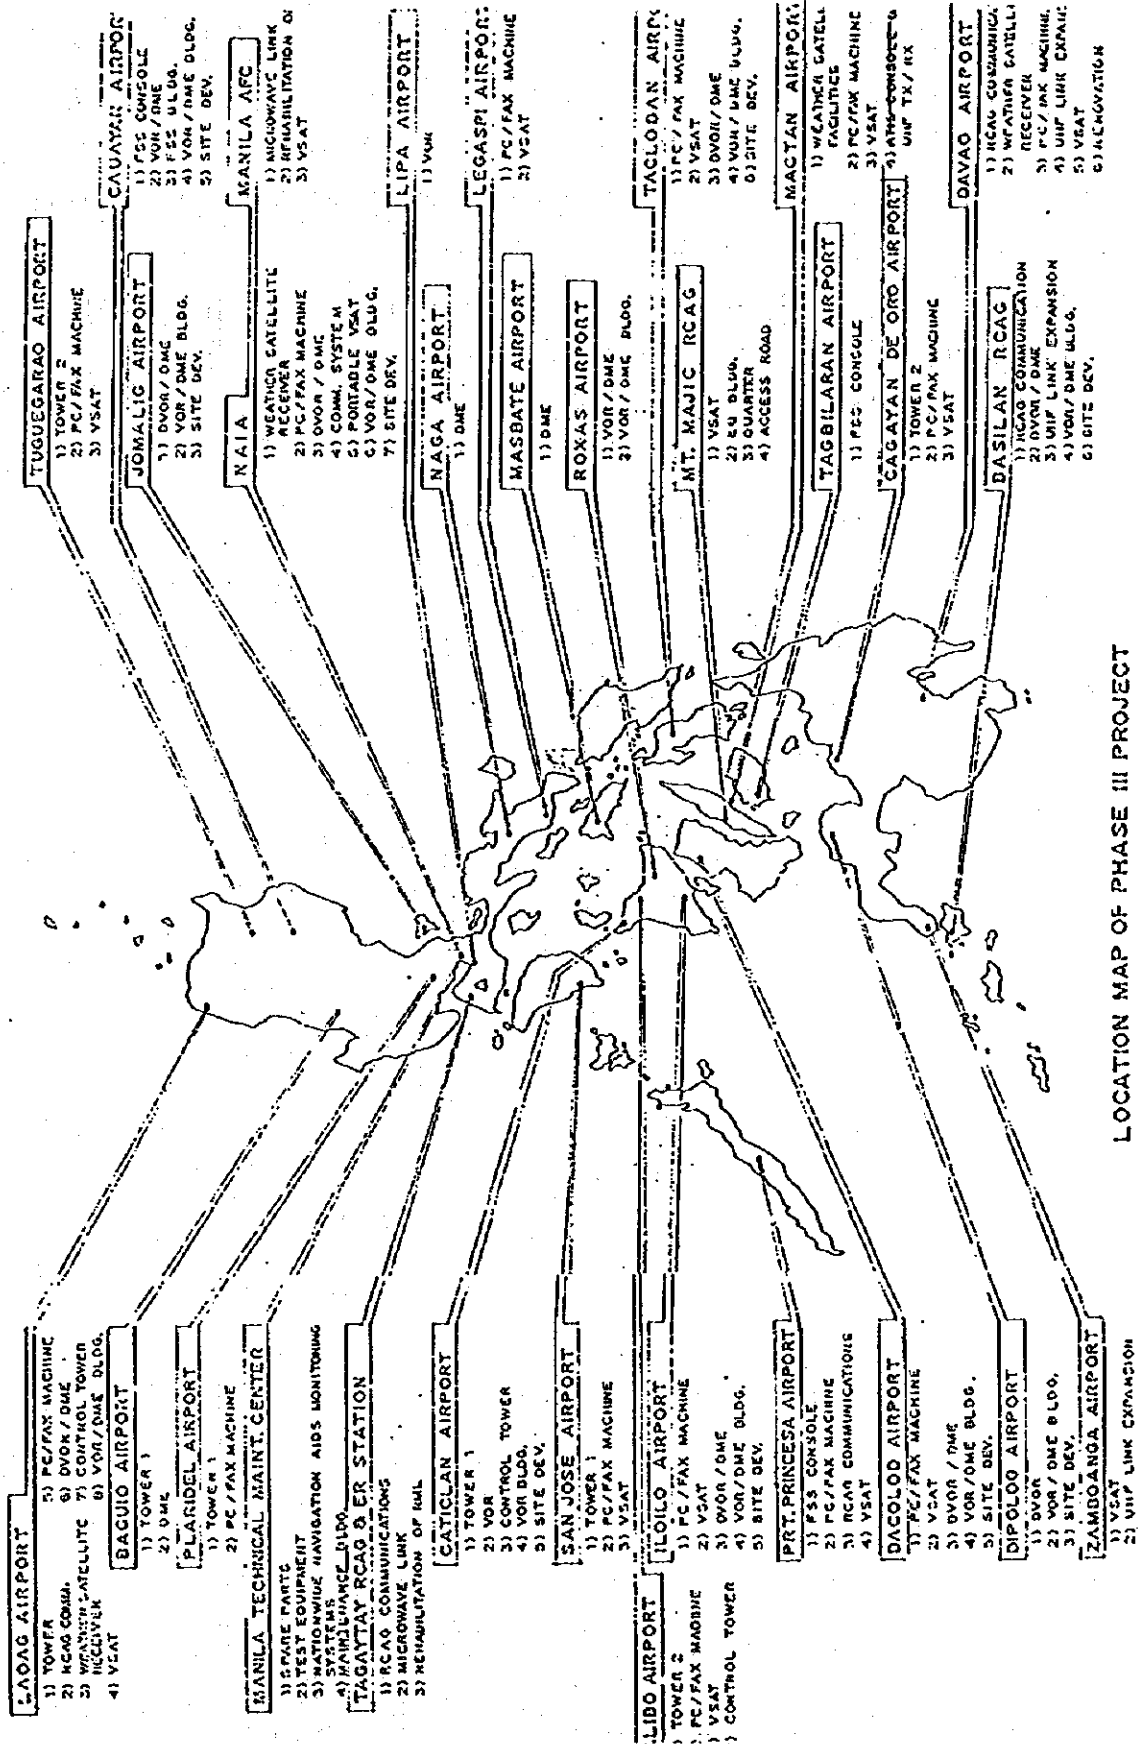 LAOAG AIRPORT
1) TOWER
2) RCAG COMM.
3) WEATHER SATELLITE
RECEIVER
4) VSAT
5) PC/FAX MACHINE
6) DVOR/DME
7) CONTROL TOWER
8) VOR/DME BLDG.
BAGUIO AIRPORT
1) TOWER 1
2) DME
PLARIDEL AIRPORT
1) TOWER 1
2) PC/FAX MACHINE
MANILA TECHNICAL MAINT. CENTER
1) SPARE PARTS
2) TEST EQUIPMENT
3) NATIONWIDE NAVIGATION AIDS MONITORING
SYSTEMS
4) MAINTENANCE BLDG.
TAGAYTAY RCAG & ER STATION
1) RCAG COMMUNICATIONS
2) MICROWAVE LINK
3) REHABILITATION OF RML
CATICLAN AIRPORT
1) TOWER 1
2) VOR
3) CONTROL TOWER
4) VOR BLDG.
5) SITE DEV.
SAN JOSE AIRPORT
1) TOWER 1
2) PC/FAX MACHINE
3) VSAT
LIBO AIRPORT
) TOWER 2
) PC/FAX MACHINE
) VSAT
) CONTROL TOWER
ILOILO AIRPORT
1) PC/FAX MACHINE
2) VSAT
3) DVOR/DME
4) VOR/DME BLDG.
5) SITE DEV.
PRT. PRINCESA AIRPORT
1) FSS CONSOLE
2) PC/FAX MACHINE
3) RCAG COMMUNICATIONS
4) VSAT
BACOLOD AIRPORT
1) PC/FAX MACHINE
2) VSAT
3) DVOR/DME
4) VOR/DME BLDG.
5) SITE DEV.
DIPOLOG AIRPORT
1) DVOR
2) VOR/DME BLDG.
3) SITE DEV.
ZAMBOANGA AIRPORT
1) VSAT
2) UHF LINK EXPANSION
TUGUEGARAO AIRPORT
1) TOWER 2
2) PC/FAX MACHINE
3) VSAT
CAUAYAN AIRPOR
1) FSS CONSOLE
2) VOR/DME
3) FSS BLDG.
4) VOR/DME BLDG.
5) SITE DEV.
JOMALIG AIRPORT
1) DVOR/DME
2) VOR/DME BLDG.
3) SITE DEV.
MANILA AFC
1) MICROWAVE LINK
2) REHABILITATION O
3) VSAT
NAIA
1) WEATHER SATELLITE
RECEIVER
2) PC/FAX MACHINE
3) DVOR/DME
4) COMM. SYSTEM
5) PORTABLE VSAT
6) VOR/DME BLDG.
7) SITE DEV.
LIPA AIRPORT
1) VOR
NAGA AIRPORT
1) DME
LEGASPI AIRPORT
1) PC/FAX MACHINE
2) VSAT
MASBATE AIRPORT
1) DME
ROXAS AIRPORT
1) VOR/DME
2) VOR/DME BLDG.
TACLODAN AIRPO
1) PC/FAX MACHINE
2) VSAT
3) DVOR/DME
4) VOR/DME BLDG.
5) SITE DEV.
MT. MAJIC RCAG
1) VSAT
2) EQ BLDG.
3) QUARTER
4) ACCESS ROAD
MACTAN AIRPORT
1) WEATHER SATELL
FACILITIES
2) PC/FAX MACHINE
3) VSAT
UHF TX/RX
TAGBILARAN AIRPORT
1) FSS CONSOLE
CAGAYAN DE ORO AIRPORT
1) TOWER 2
2) PC/FAX MACHINE
3) VSAT
DAVAO AIRPORT
1) RCAG COMMUNICA
2) WEATHER SATELLI
RECEIVER
3) PC/FAX MACHINE
4) UHF LINK EXPAN
5) VSAT
6) RENOVATION
BASILAN RCAG
1) RCAG COMMUNICATION
2) DVOR/DME
3) UHF LINK EXPANSION
4) VOR/DME BLDG.
5) SITE DEV.
LOCATION MAP OF PHASE III PROJECT